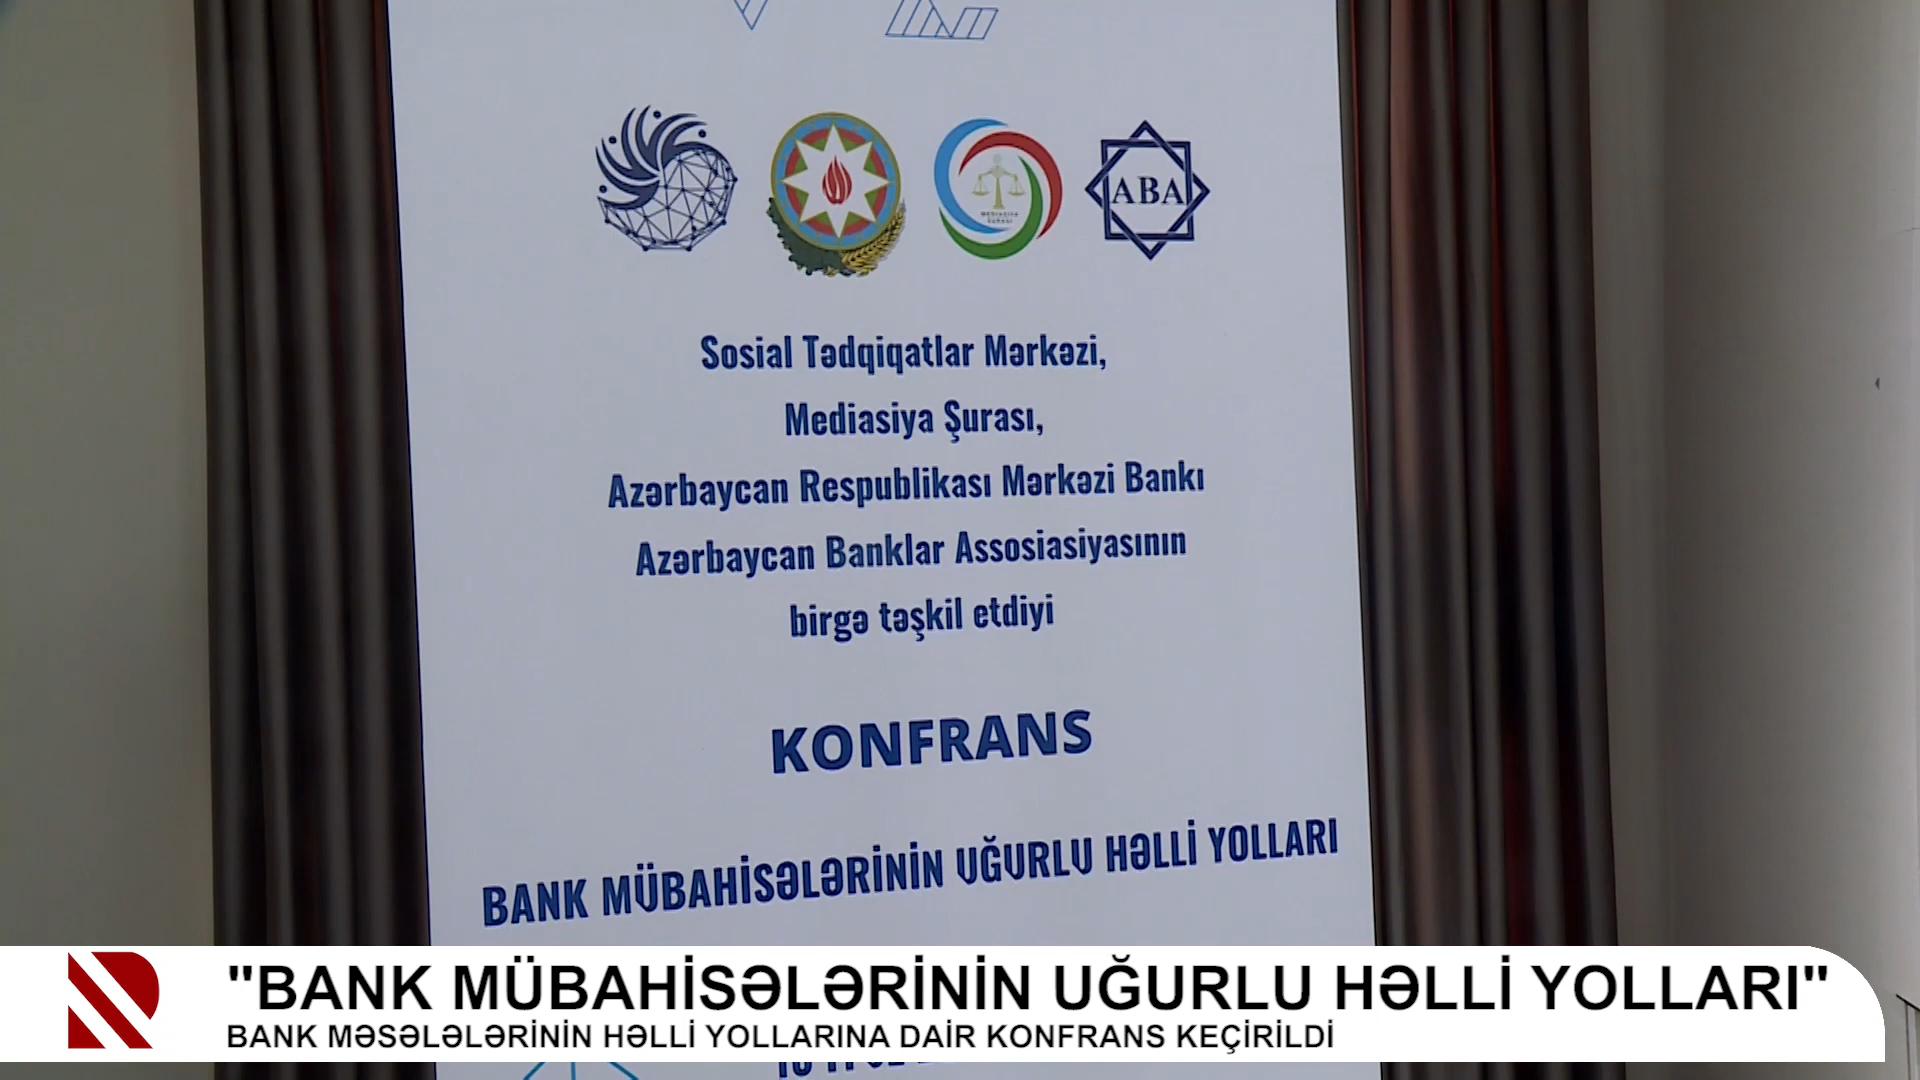 MEDIASIYA
ŞURASI
ABA
Sosial Tədqiqatlar Mərkəzi,
Mediasiya Şurası,
Azərbaycan Respublikası Mərkəzi Bankı
Azərbaycan Banklar Assosiasiyasının
birgə təşkil etdiyi
KONFRANS
BANK MÜBAHİSƏLƏRİNİN UĞURLU HƏLLİ YOLLARI
"BANK MÜBAHİSƏLƏRİNİN UĞURLU HƏLLİ YOLLARI"
BANK MƏSƏLƏLƏRİNİN HƏLLİ YOLLARINA DAİR KONFRANS KEÇİRİLDİ